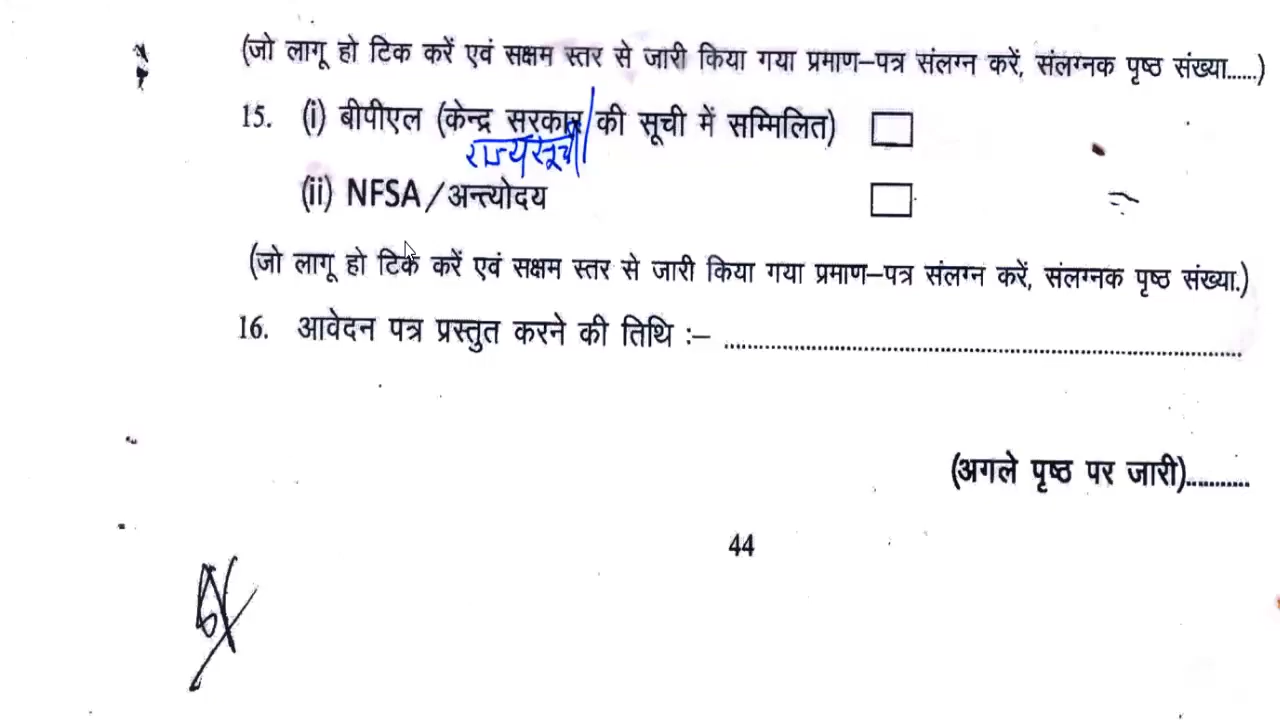 (जो लागू हो टिक करें एवं सक्षम स्तर से जारी किया गया प्रमाण–पत्र संलग्न करें, संलग्नक पृष्ठ संख्या......)
15. (i) बीपीएल (केन्द्र सरकार की सूची में सम्मिलित)
राज्य सूची
(ii) NFSA/अन्त्योदय
(जो लागू हो टिक करें एवं सक्षम स्तर से जारी किया गया प्रमाण–पत्र संलग्न करें, संलग्नक पृष्ठ संख्या.)
16. आवेदन पत्र प्रस्तुत करने की तिथि :– ........................................................................
(अगले पृष्ठ पर जारी)...........
44